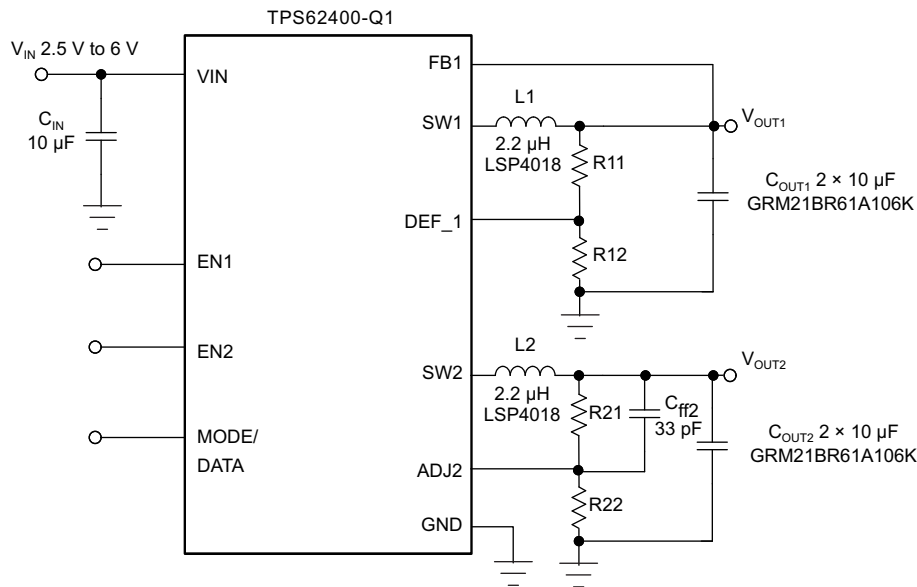 TPS62400-Q1
V_IN 2.5 V to 6 V
VIN
FB1
L1
V_OUT1
C_IN
10 µF
SW1
2.2 µH
LSP4018
R11
C_OUT1 2 × 10 µF
GRM21BR61A106K
DEF_1
R12
EN1
EN2
L2
V_OUT2
SW2
2.2 µH
LSP4018
R21
C_ff2
33 pF
C_OUT2 2 × 10 µF
GRM21BR61A106K
MODE/
DATA
ADJ2
R22
GND